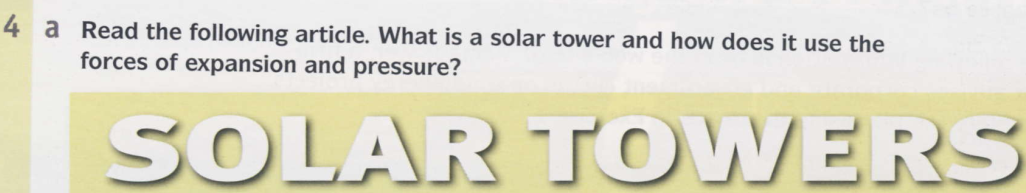 4 a Read the following article. What is a solar tower and how does it use the
forces of expansion and pressure?
SOLAR TOWERS